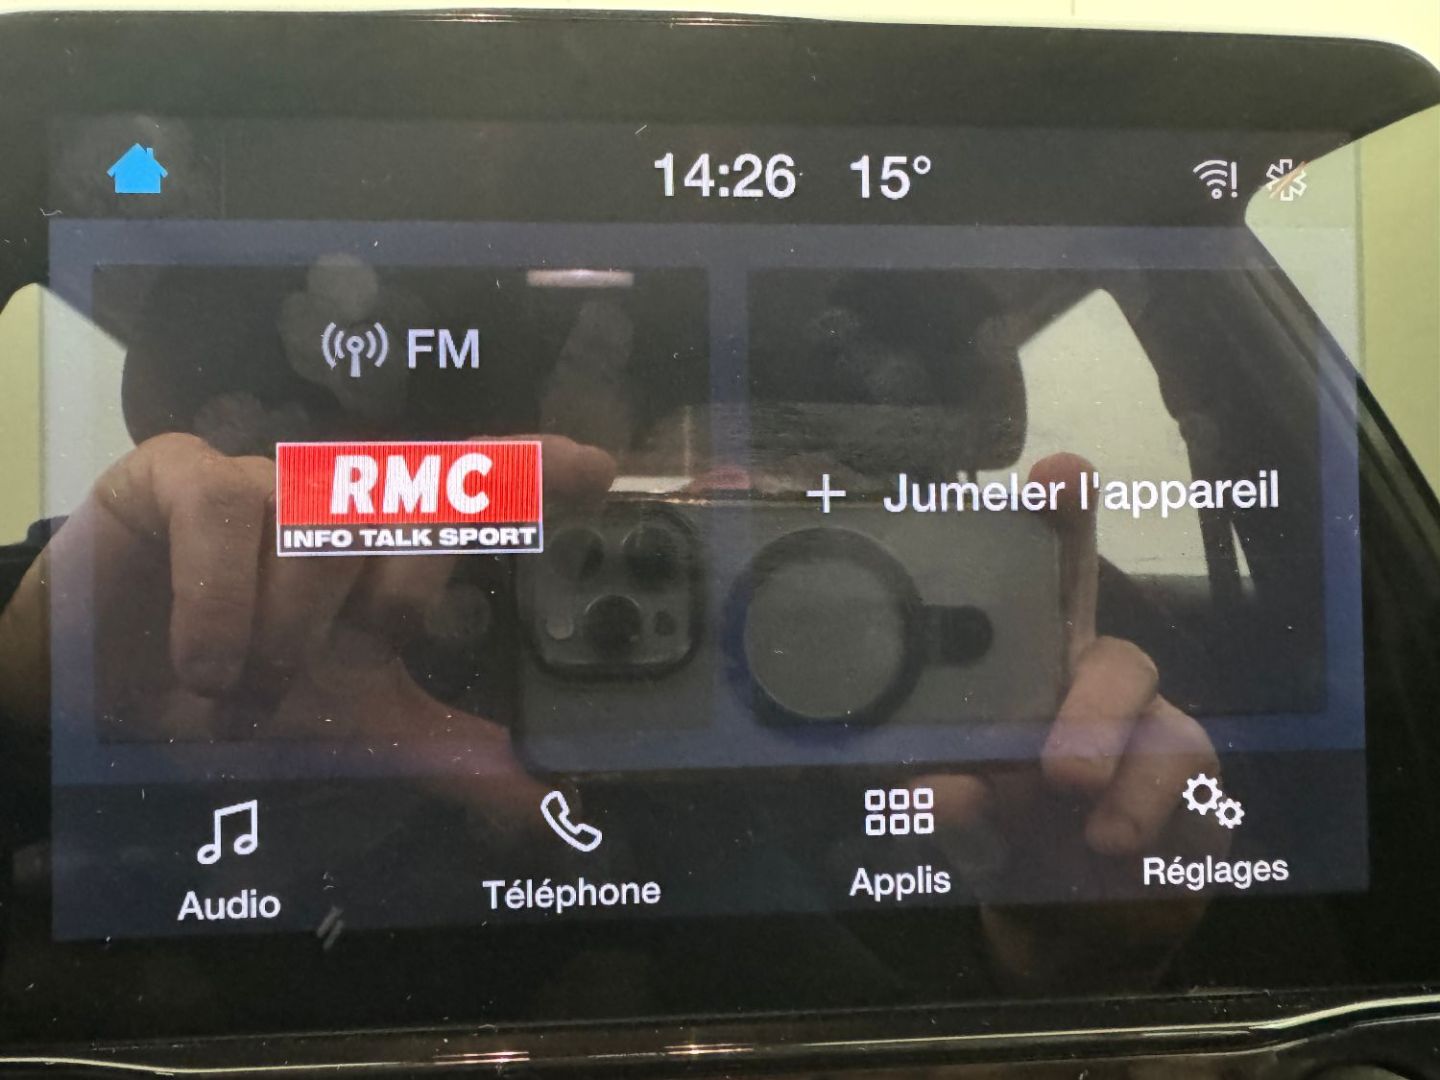 14:26 15°
FM
RMC
INFO TALK SPORT
+ Jumeler l'appareil
Audio
Téléphone
Applis
Réglages